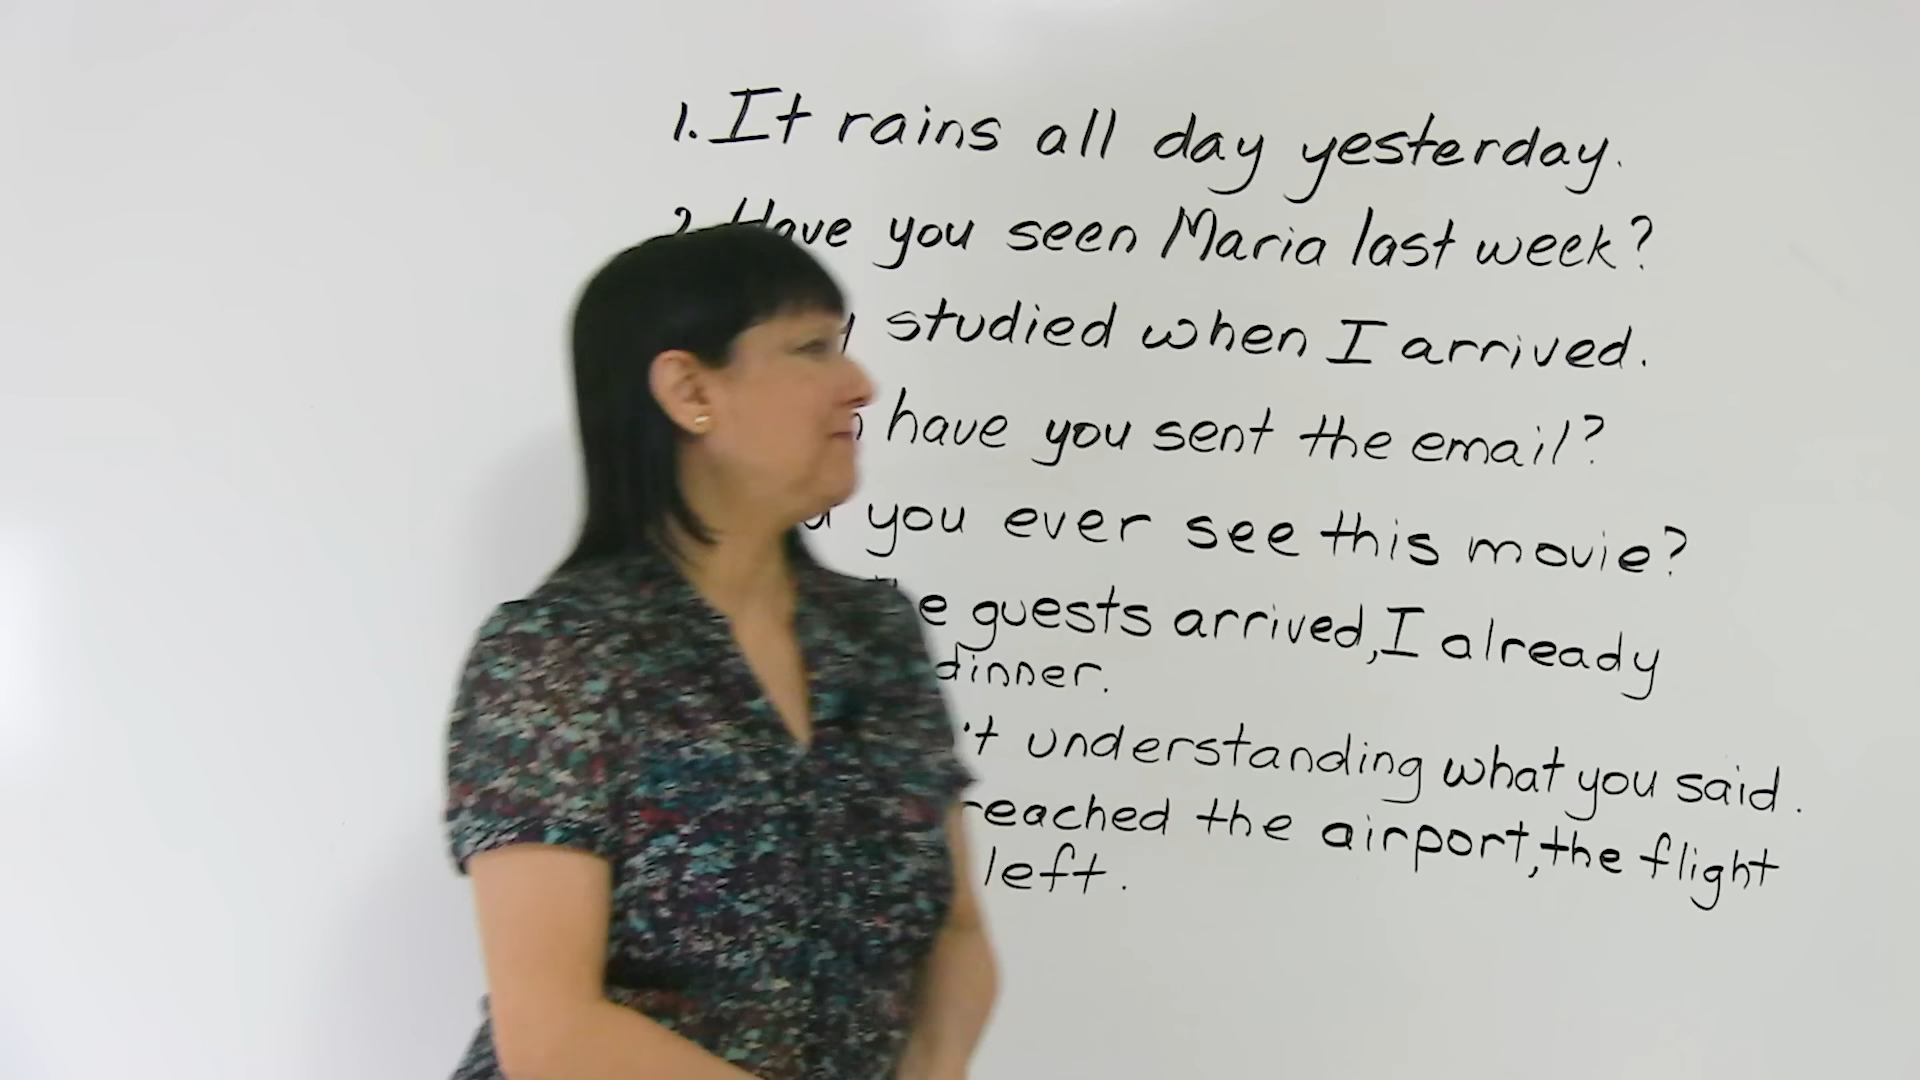 1. It rains all day yesterday.
2. Have you seen Maria last week?
studied when I arrived.
have you sent the email?
you ever see this movie?
guests arrived, I already
dinner.
understanding what you said.
reached the airport, the flight
left.